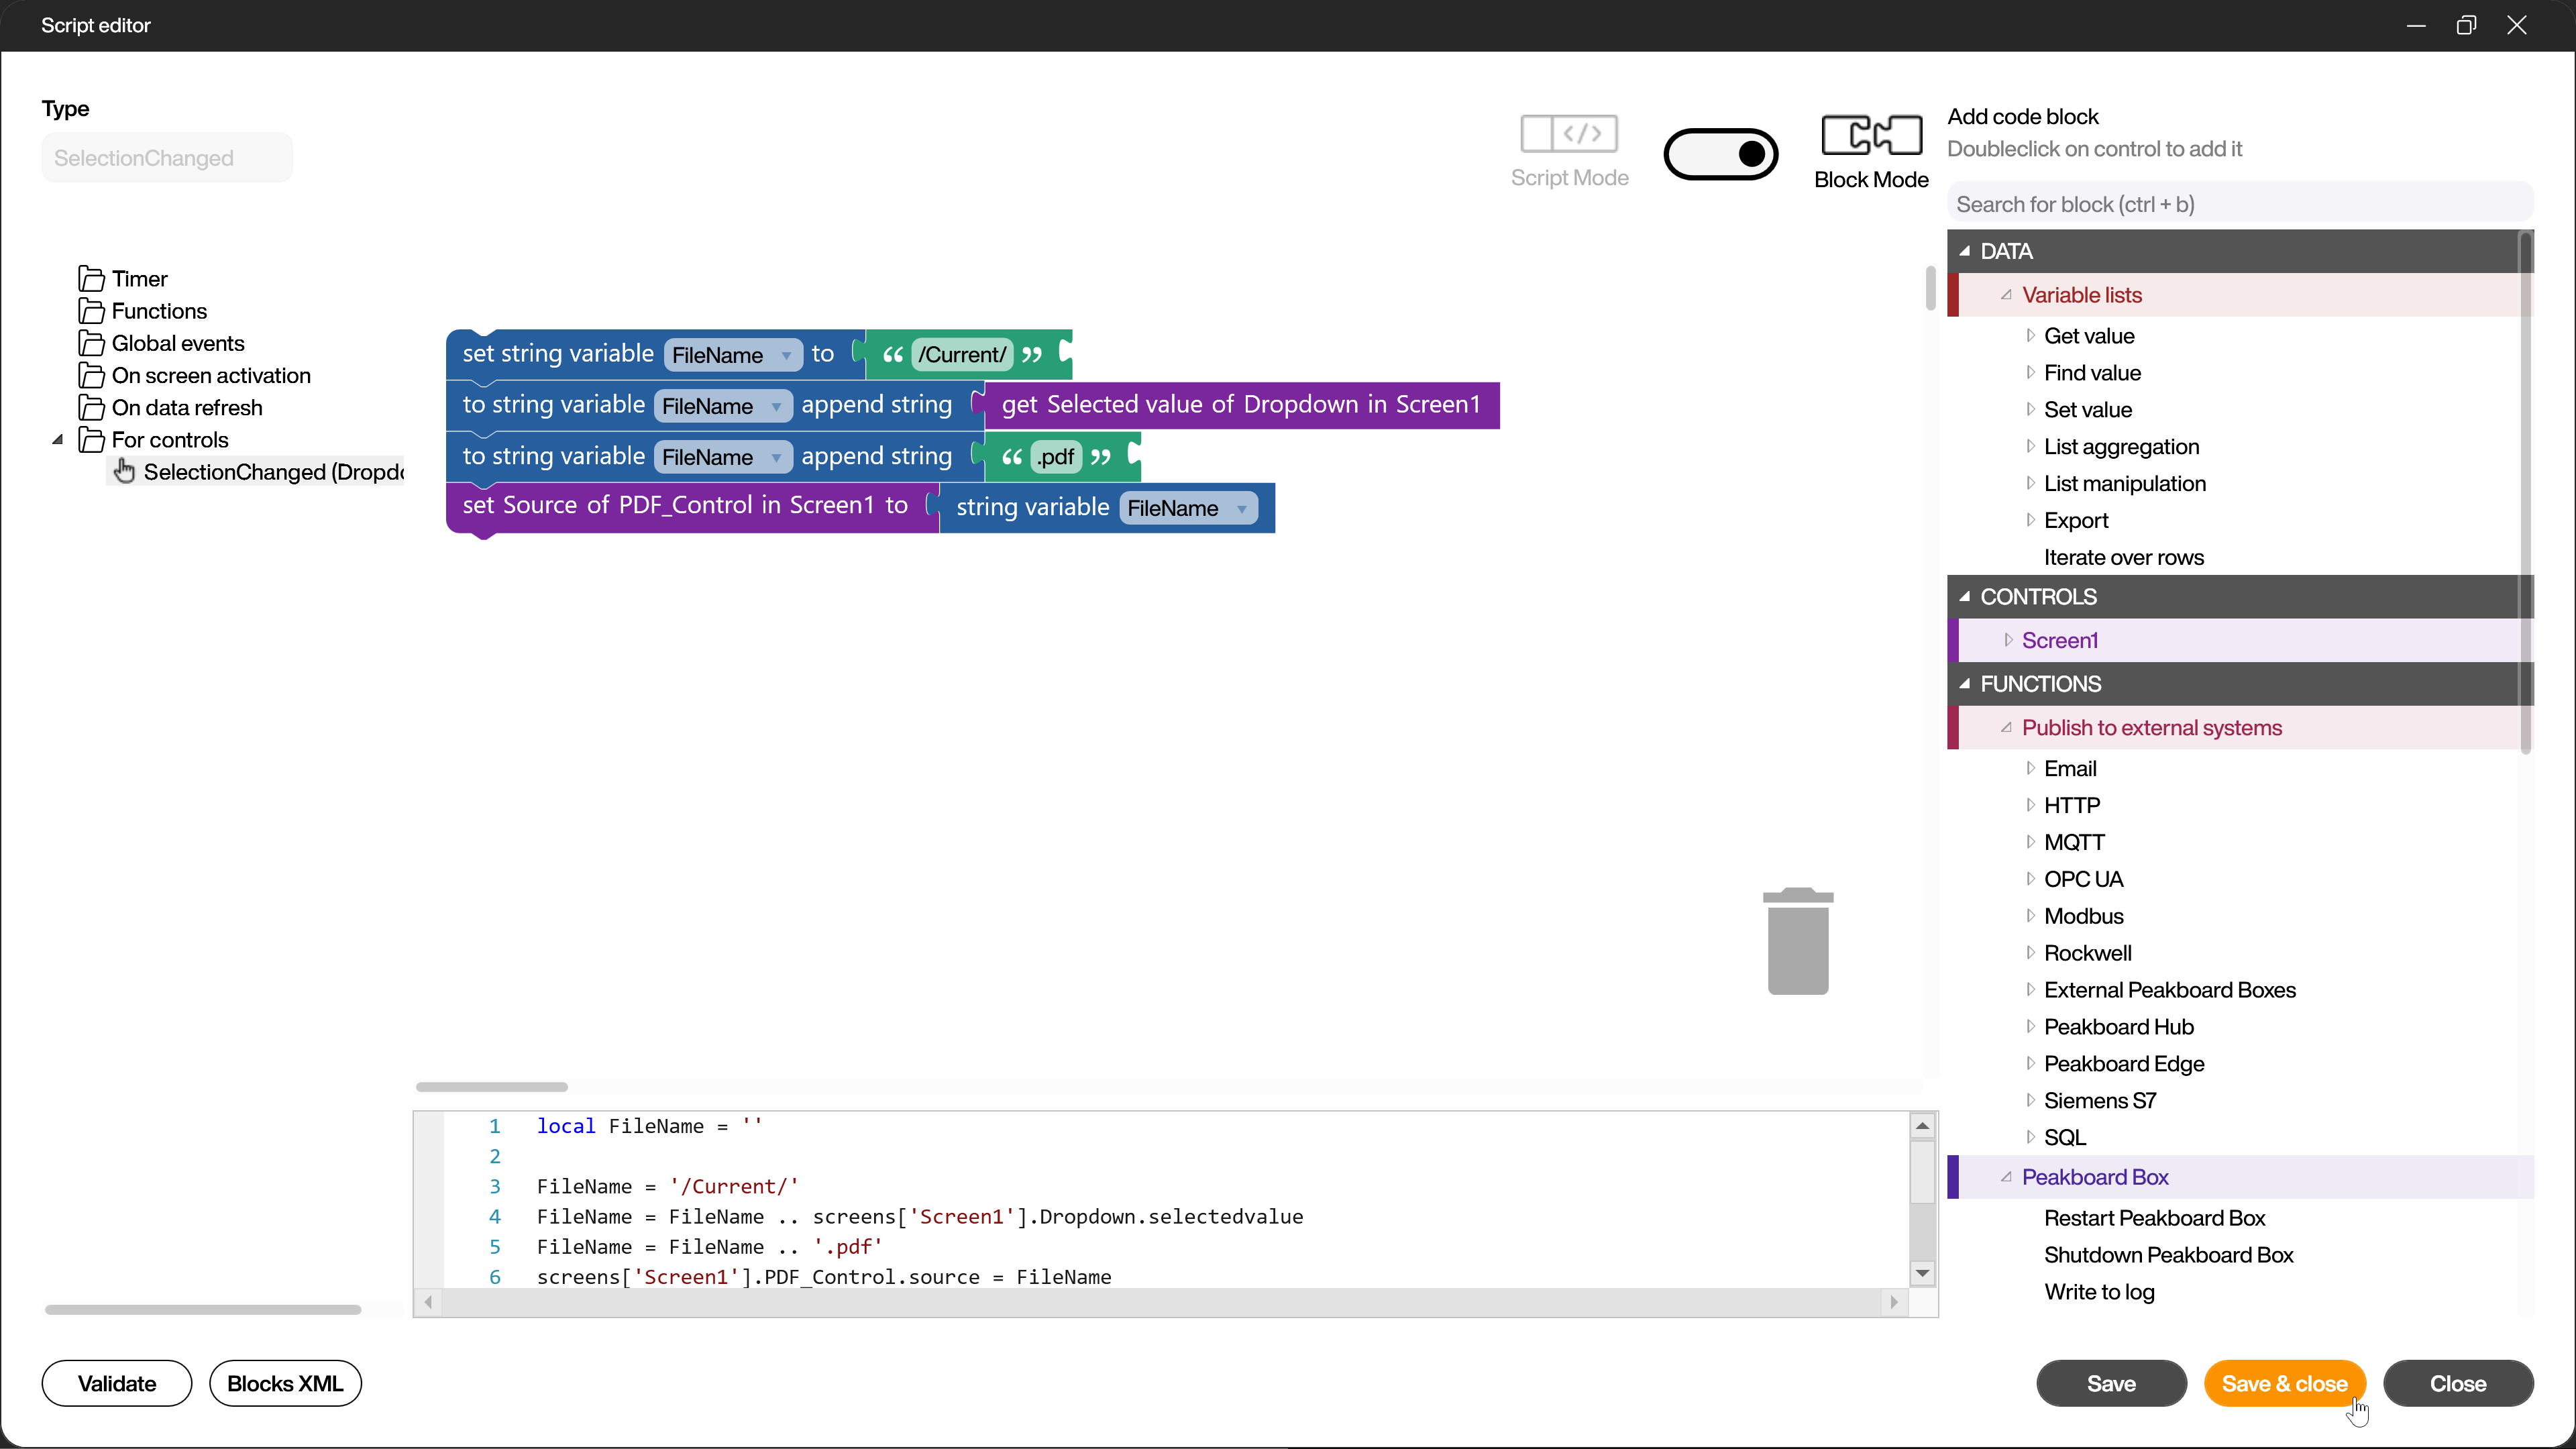 Script editor
Type
SelectionChanged
Script Mode
Block Mode
Add code block
Doubleclick on control to add it
Search for block (ctrl + b)
Timer
Functions
Global events
On screen activation
On data refresh
For controls
SelectionChanged (Dropdo
set string variable FileName to “ /Current/ ”
to string variable FileName append string get Selected value of Dropdown in Screen1
to string variable FileName append string “ .pdf ”
set Source of PDF_Control in Screen1 to string variable FileName
1 local FileName = ''
2
3 FileName = '/Current/'
4 FileName = FileName .. screens['Screen1'].Dropdown.selectedvalue
5 FileName = FileName .. '.pdf'
6 screens['Screen1'].PDF_Control.source = FileName
DATA
Variable lists
Get value
Find value
Set value
List aggregation
List manipulation
Export
Iterate over rows
CONTROLS
Screen1
FUNCTIONS
Publish to external systems
Email
HTTP
MQTT
OPC UA
Modbus
Rockwell
External Peakboard Boxes
Peakboard Hub
Peakboard Edge
Siemens S7
SQL
Peakboard Box
Restart Peakboard Box
Shutdown Peakboard Box
Write to log
Validate
Blocks XML
Save
Save & close
Close